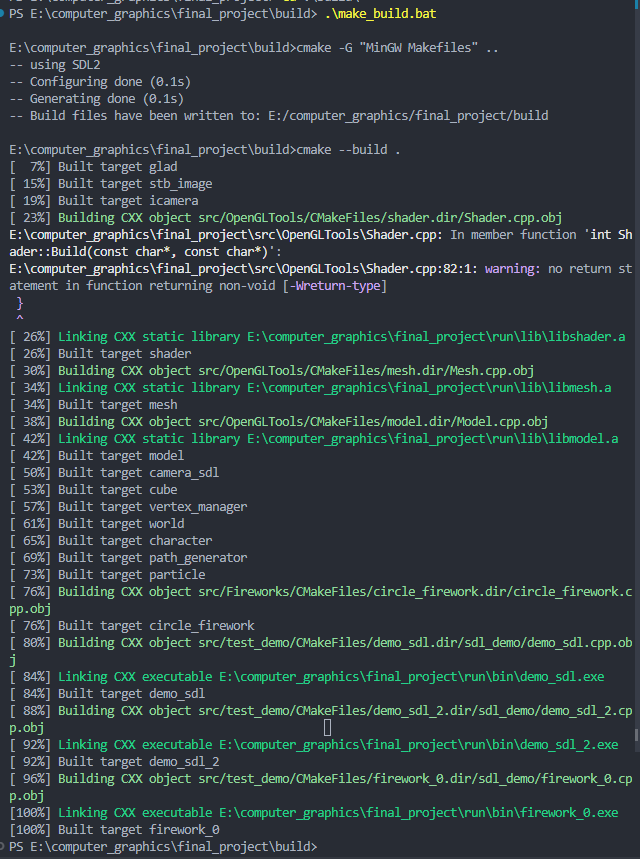 PS E:\computer_graphics\final_project\build> .\make_build.bat
E:\computer_graphics\final_project\build>cmake -G "MinGW Makefiles" ..
-- using SDL2
-- Configuring done (0.1s)
-- Generating done (0.1s)
-- Build files have been written to: E:/computer_graphics/final_project/build
E:\computer_graphics\final_project\build>cmake --build .
[  7%] Built target glad
[ 15%] Built target stb_image
[ 19%] Built target icamera
[ 23%] Building CXX object src/OpenGLTools/CMakeFiles/shader.dir/Shader.cpp.obj
E:\computer_graphics\final_project\src\OpenGLTools\Shader.cpp: In member function 'int Sh
ader::Build(const char*, const char*)':
E:\computer_graphics\final_project\src\OpenGLTools\Shader.cpp:82:1: warning: no return st
atement in function returning non-void [-Wreturn-type]
 }
 ^
[ 26%] Linking CXX static library E:\computer_graphics\final_project\run\lib\libshader.a
[ 26%] Built target shader
[ 30%] Building CXX object src/OpenGLTools/CMakeFiles/mesh.dir/Mesh.cpp.obj
[ 34%] Linking CXX static library E:\computer_graphics\final_project\run\lib\libmesh.a
[ 34%] Built target mesh
[ 38%] Building CXX object src/OpenGLTools/CMakeFiles/model.dir/Model.cpp.obj
[ 42%] Linking CXX static library E:\computer_graphics\final_project\run\lib\libmodel.a
[ 42%] Built target model
[ 50%] Built target camera_sdl
[ 53%] Built target cube
[ 57%] Built target vertex_manager
[ 61%] Built target world
[ 65%] Built target character
[ 69%] Built target path_generator
[ 73%] Built target particle
[ 76%] Building CXX object src/Fireworks/CMakeFiles/circle_firework.dir/circle_firework.c
pp.obj
[ 76%] Built target circle_firework
[ 80%] Building CXX object src/test_demo/CMakeFiles/demo_sdl.dir/sdl_demo/demo_sdl.cpp.ob
j
[ 84%] Linking CXX executable E:\computer_graphics\final_project\run\bin\demo_sdl.exe
[ 84%] Built target demo_sdl
[ 88%] Building CXX object src/test_demo/CMakeFiles/demo_sdl_2.dir/sdl_demo/demo_sdl_2.cp
p.obj
[ 92%] Linking CXX executable E:\computer_graphics\final_project\run\bin\demo_sdl_2.exe
[ 92%] Built target demo_sdl_2
[ 96%] Building CXX object src/test_demo/CMakeFiles/firework_0.dir/sdl_demo/firework_0.cp
p.obj
[100%] Linking CXX executable E:\computer_graphics\final_project\run\bin\firework_0.exe
[100%] Built target firework_0
PS E:\computer_graphics\final_project\build>